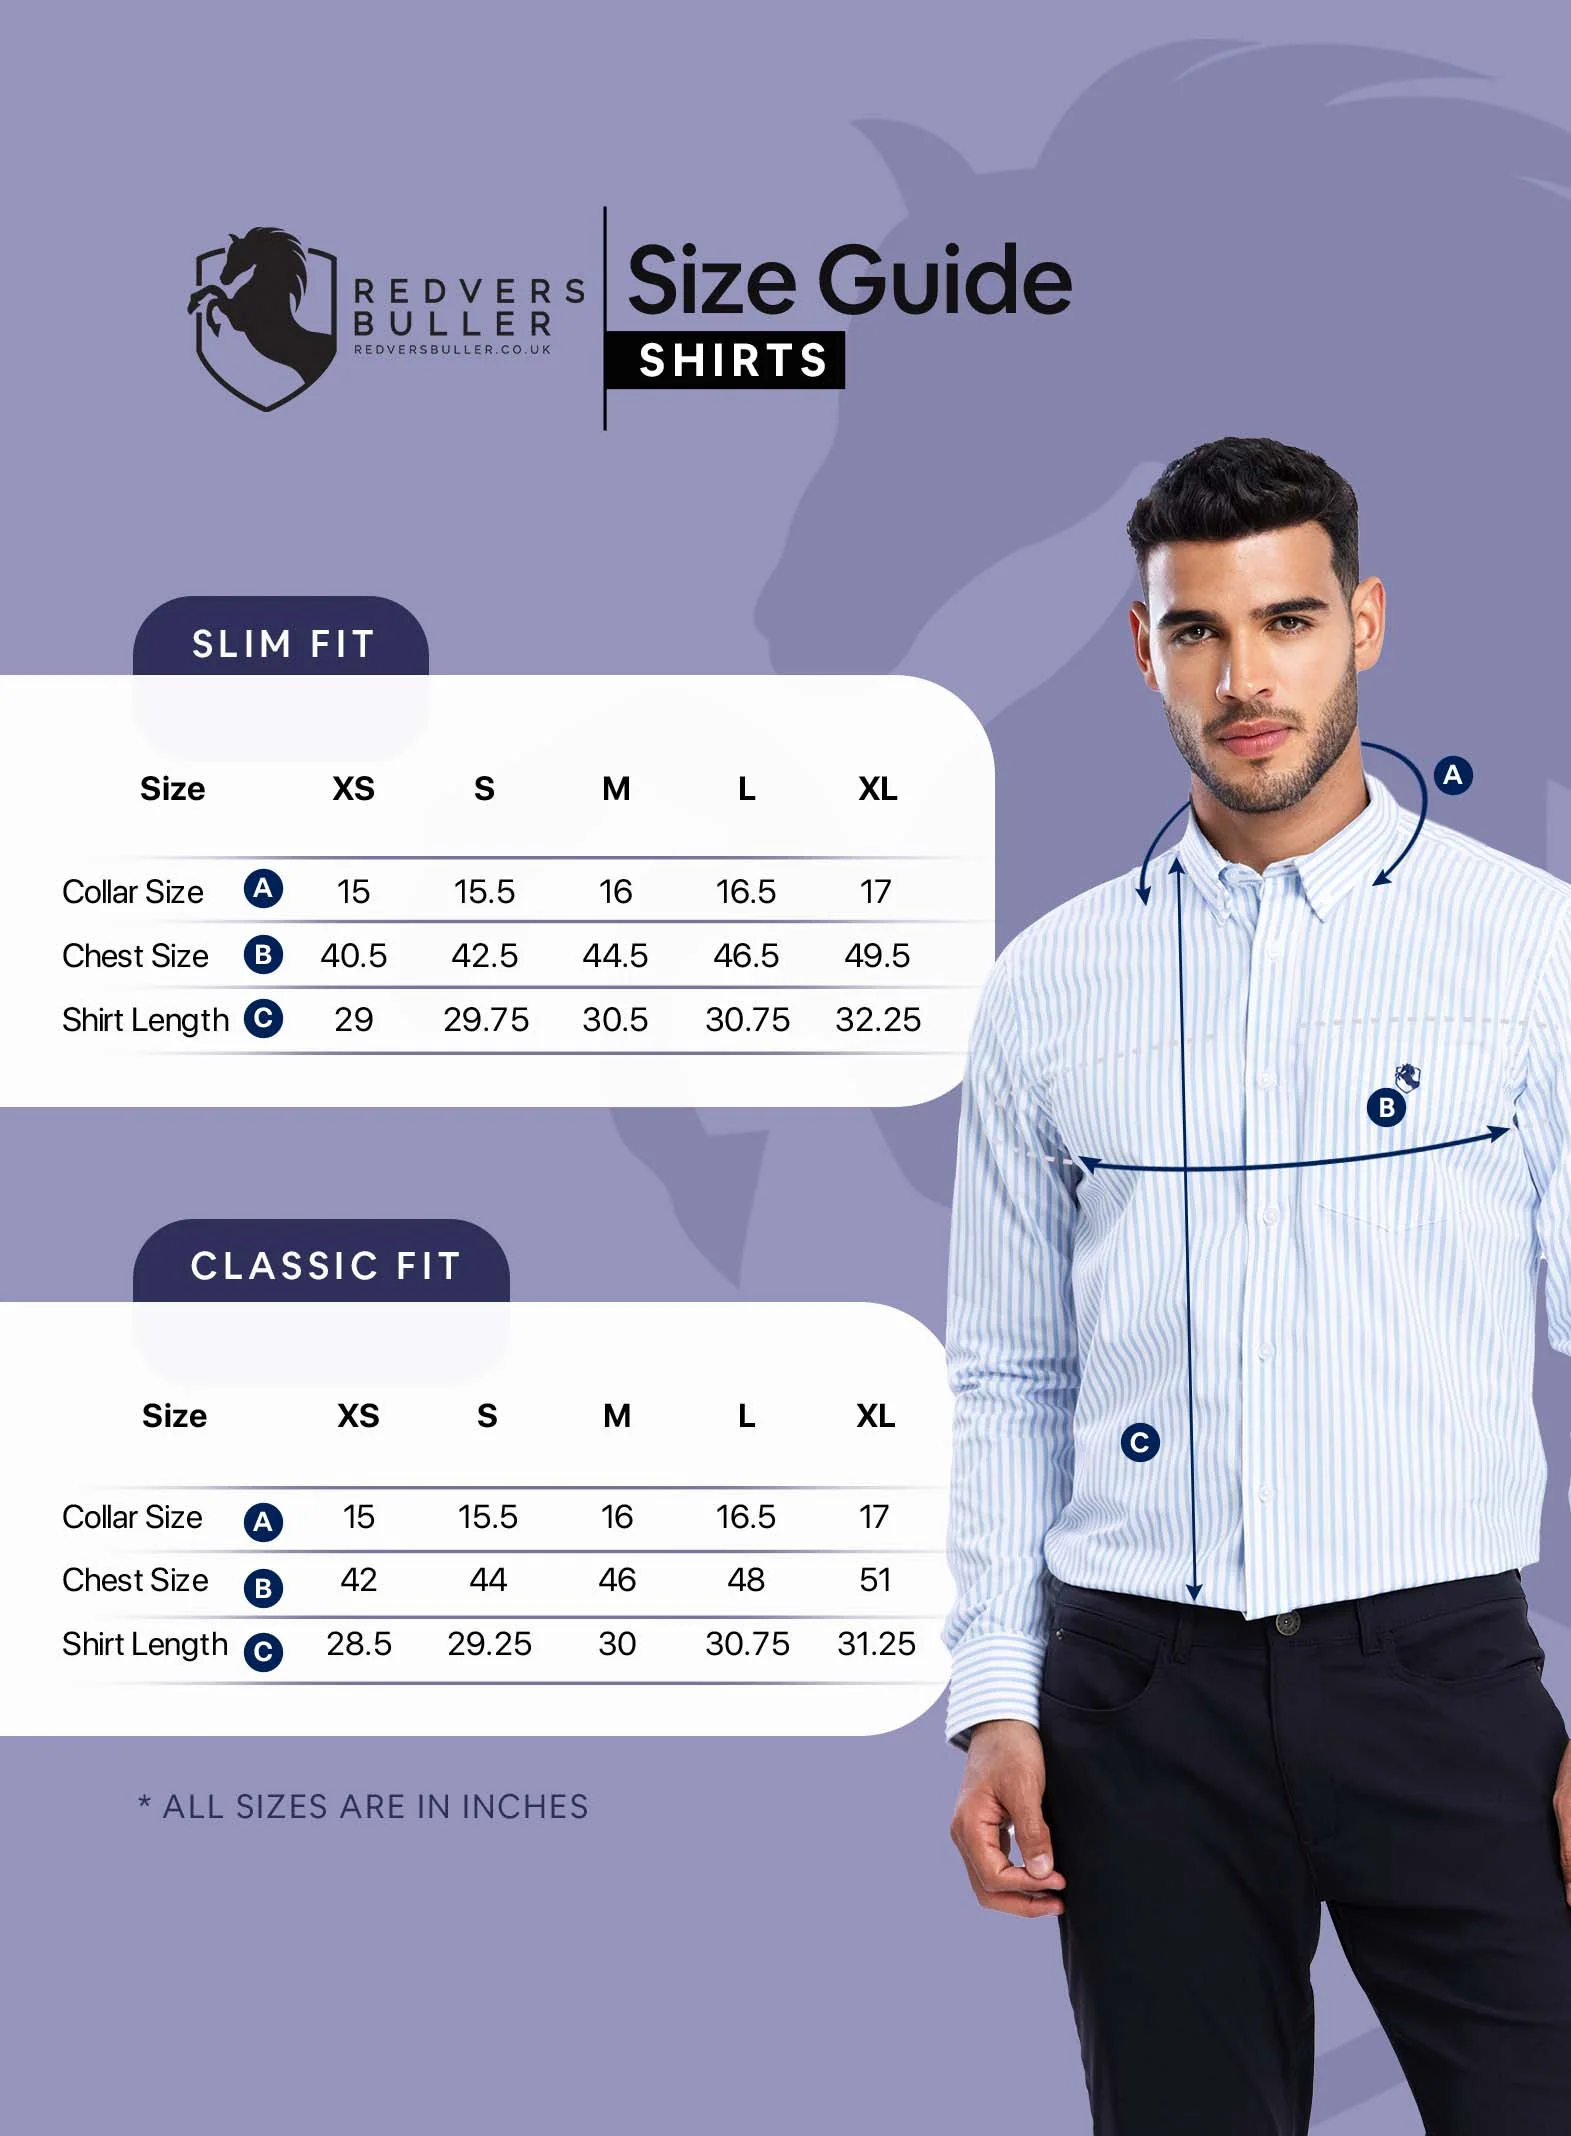 REDVERS
BULLER
REDVERSBULLER.CO.UK
Size Guide
SHIRTS
SLIM FIT
Size XS S M L XL
Collar Size A 15 15.5 16 16.5 17
Chest Size B 40.5 42.5 44.5 46.5 49.5
Shirt Length C 29 29.75 30.5 30.75 32.25
CLASSIC FIT
Size XS S M L XL
Collar Size A 15 15.5 16 16.5 17
Chest Size B 42 44 46 48 51
Shirt Length C 28.5 29.25 30 30.75 31.25
* ALL SIZES ARE IN INCHES
A
B
C